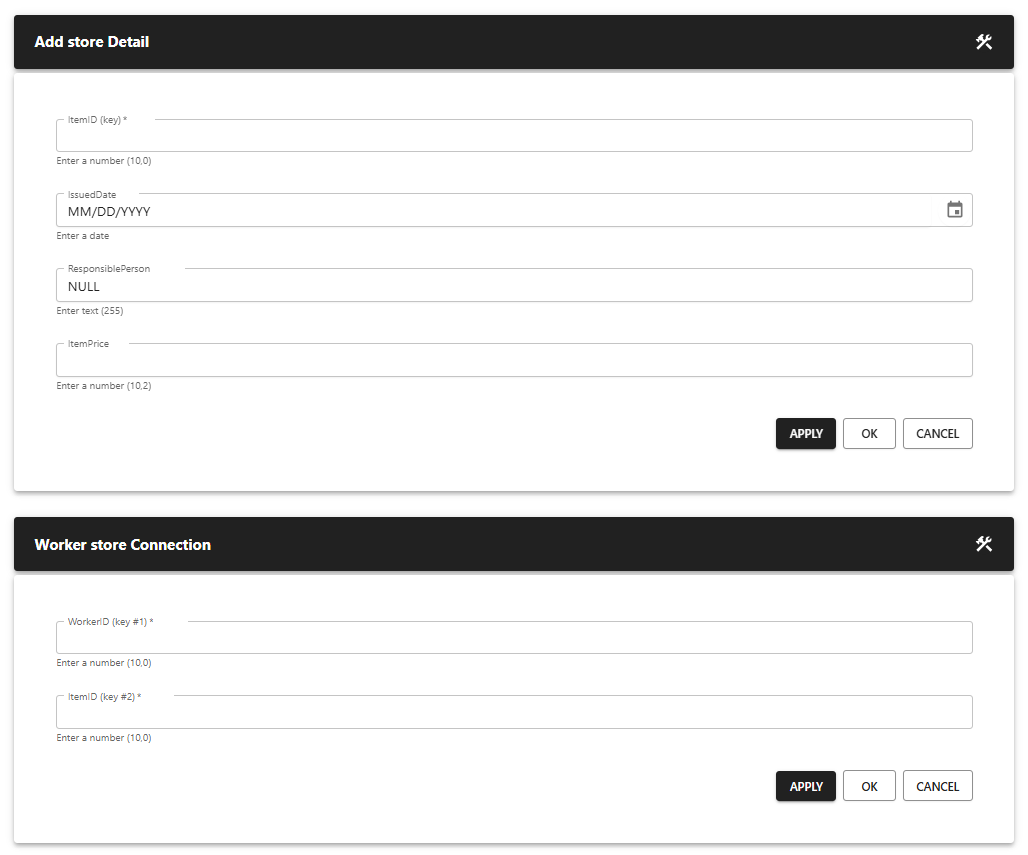 Add store Detail
ItemID (key) *
Enter a number (10,0)
IssuedDate
MM/DD/YYYY
Enter a date
ResponsiblePerson
NULL
Enter text (255)
ItemPrice
Enter a number (10,2)
APPLY OK CANCEL
Worker store Connection
WorkerID (key #1) *
Enter a number (10,0)
ItemID (key #2) *
Enter a number (10,0)
APPLY OK CANCEL